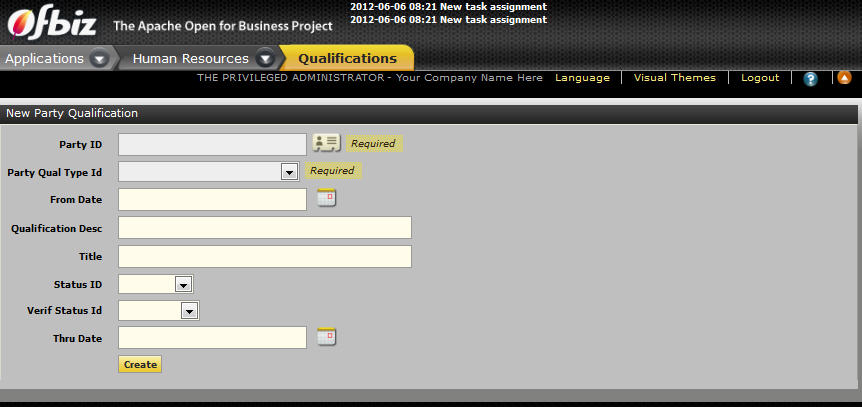 Ofbiz The Apache Open for Business Project
2012-06-06 08:21 New task assignment
2012-06-06 08:21 New task assignment
Applications Human Resources Qualifications
THE PRIVILEGED ADMINISTRATOR - Your Company Name Here Language Visual Themes Logout ?
New Party Qualification
Party ID Required
Party Qual Type Id Required
From Date
Qualification Desc
Title
Status ID
Verif Status Id
Thru Date
Create